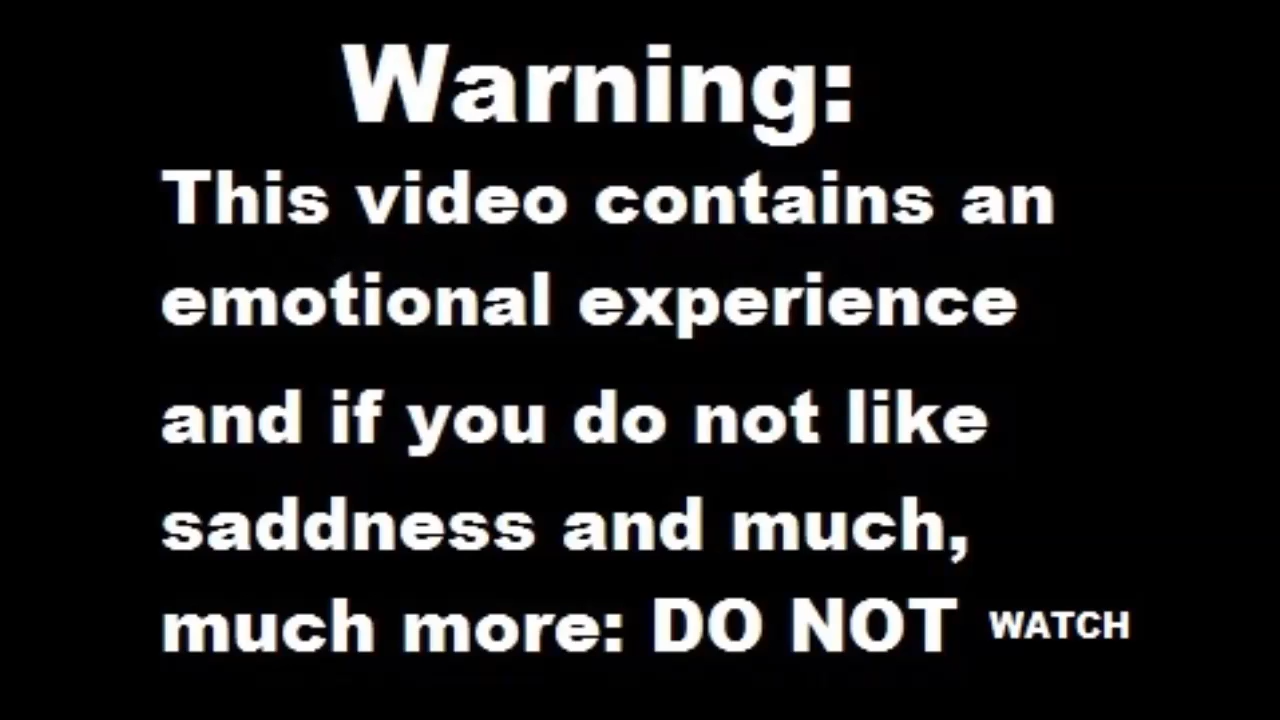 Warning:
This video contains an
emotional experience
and if you do not like
saddness and much,
much more: DO NOT WATCH